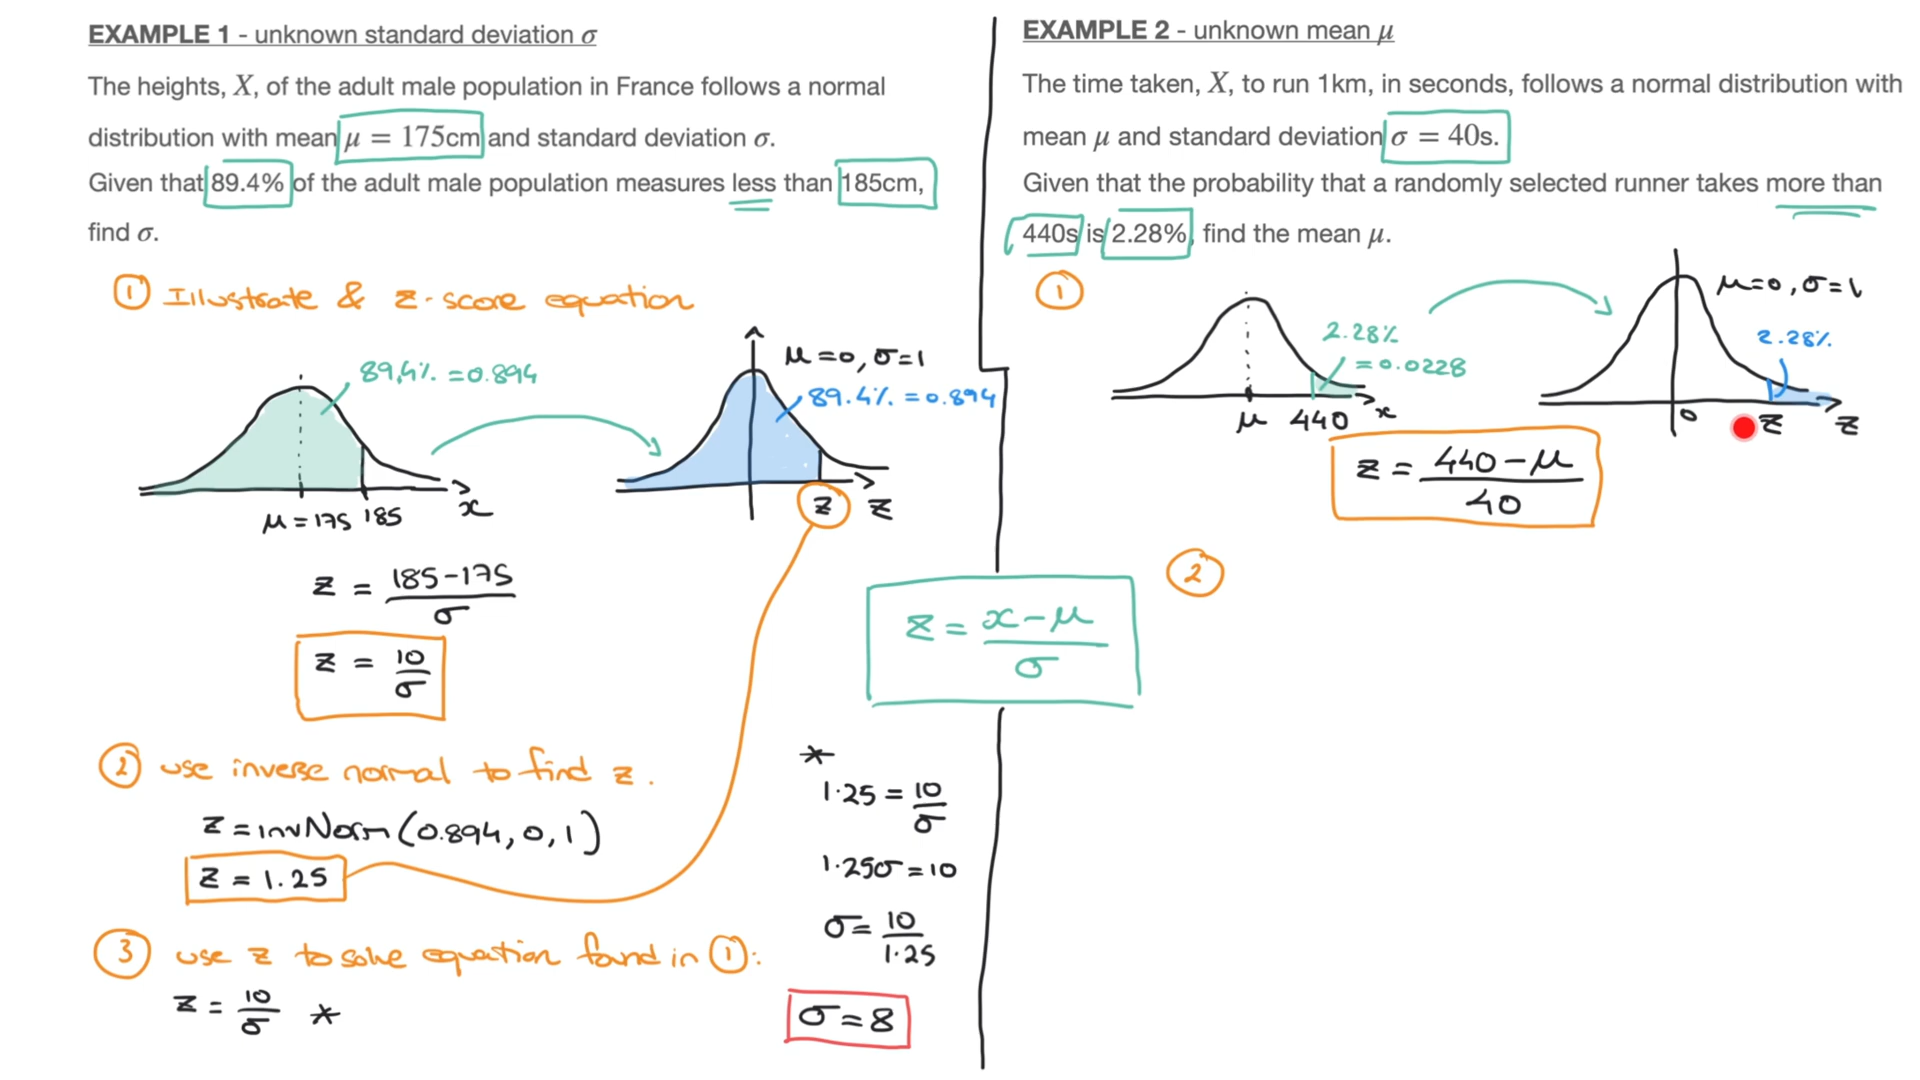 EXAMPLE 1 - unknown standard deviation σ
The heights, X, of the adult male population in France follows a normal
distribution with mean μ = 175cm and standard deviation σ.
Given that 89.4% of the adult male population measures less than 185cm,
find σ.
① Illustrate & z-score equation
89,4% = 0.894
μ = 175 185 x
μ=0, σ=1
89.4% = 0.894
z z
z = (185-175)/σ
z = 10/σ
② use inverse normal to find z.
z = invNorm(0.894, 0, 1)
z = 1.25
③ use z to solve equation found in ①:
z = 10/σ *
*
1.25 = 10/σ
1.25σ = 10
σ = 10/1.25
σ = 8
z = (x-μ)/σ
EXAMPLE 2 - unknown mean μ
The time taken, X, to run 1km, in seconds, follows a normal distribution with
mean μ and standard deviation σ = 40s.
Given that the probability that a randomly selected runner takes more than
440s is 2.28%, find the mean μ.
①
2.28%
= 0.0228
μ 440 x
μ=0, σ=1
2.28%
0 z z
z = (440-μ)/40
②